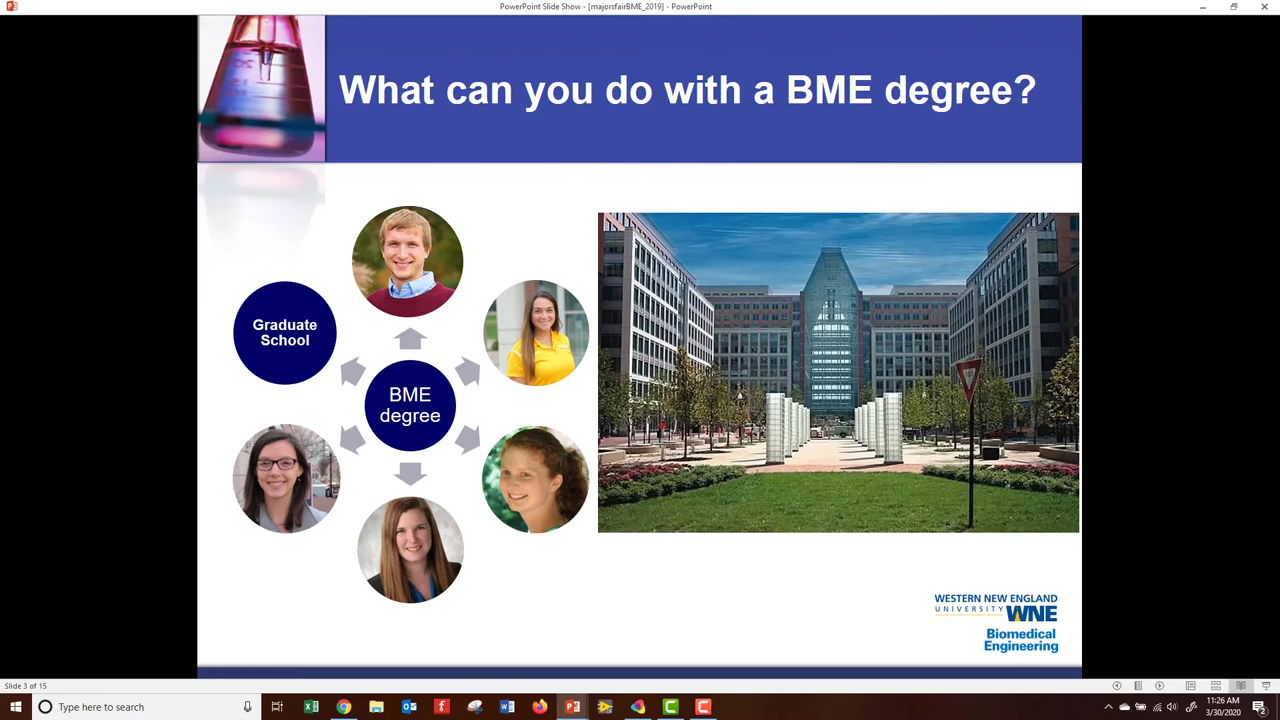 PowerPoint Slide Show - [majorsfairBME_2019] - PowerPoint
What can you do with a BME degree?
Graduate
School
BME
degree
WESTERN NEW ENGLAND
UNIVERSITY WNE
Biomedical
Engineering
Slide 3 of 15
Type here to search
11:26 AM
3/30/2020
2